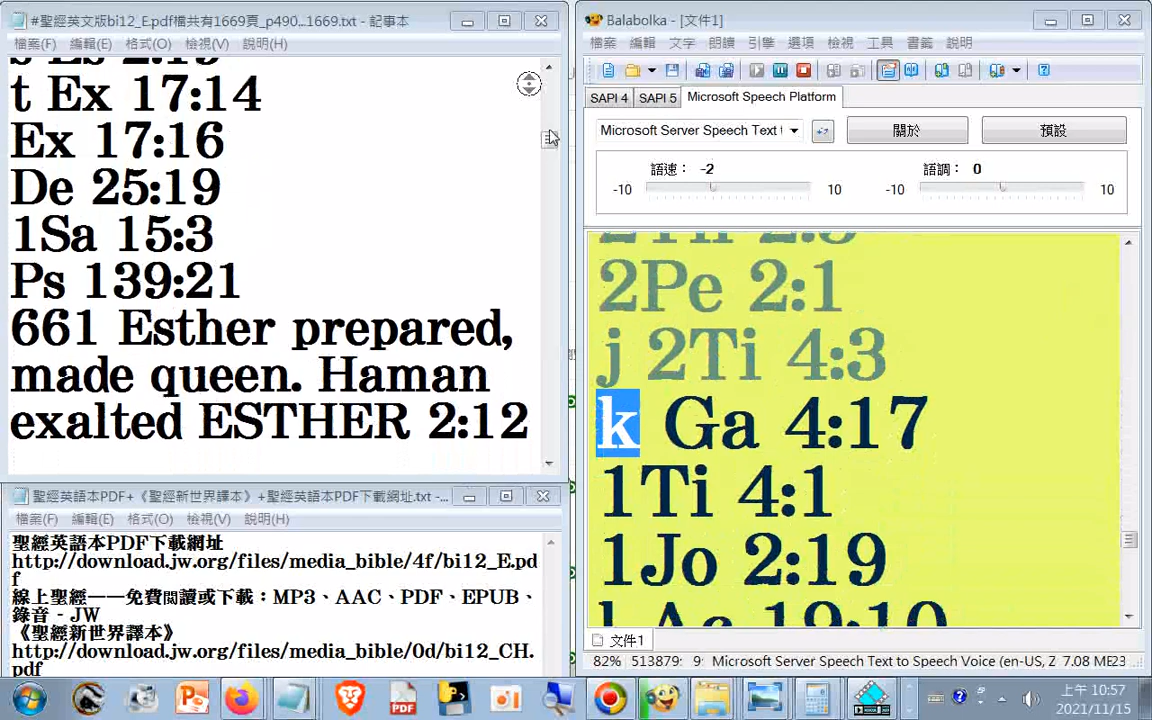 #聖經英文版bi12_E.pdf檔共有1669頁_p490...1669.txt - 記事本
檔案(F) 編輯(E) 格式(O) 檢視(V) 說明(H)
t Ex 17:14
Ex 17:16
De 25:19
1Sa 15:3
Ps 139:21
661 Esther prepared,
made queen. Haman
exalted ESTHER 2:12
聖經英語本PDF+《聖經新世界譯本》+聖經英語本PDF下載網址.txt -...
檔案(F) 編輯(E) 格式(O) 檢視(V) 說明(H)
聖經英語本PDF下載網址
http://download.jw.org/files/media_bible/4f/bi12_E.pd
f
線上聖經——免費閱讀或下載：MP3、AAC、PDF、EPUB、
錄音 - JW
《聖經新世界譯本》
http://download.jw.org/files/media_bible/0d/bi12_CH.
pdf
Balabolka - [文件1]
檔案 編輯 文字 朗讀 引擎 選項 檢視 工具 書籤 說明
SAPI 4 SAPI 5 Microsoft Speech Platform
Microsoft Server Speech Text 關於 預設
語速： -2 語調： 0
-10 10 -10 10
2Th 2:3
2Pe 2:1
j 2Ti 4:3
k Ga 4:17
1Ti 4:1
1Jo 2:19
l Ac 19:10
文件1
82% 513879: 9: Microsoft Server Speech Text to Speech Voice (en-US, Z 7.08 ME23
PDF
上午 10:57
2021/11/15